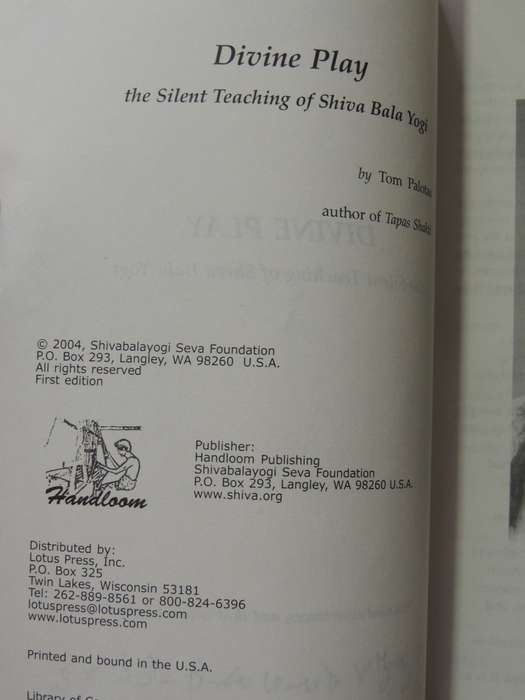 Divine Play
the Silent Teaching of Shiva Bala Yogi
by Tom
author of Tapas Shakti
© 2004, Shivabalayogi Seva Foundation
P.O. Box 293, Langley, WA 98260 U.S.A.
All rights reserved
First edition
Handloom
Publisher:
Handloom Publishing
Shivabalayogi Seva Foundation
P.O. Box 293, Langley, WA 98260 U.S.A.
www.shiva.org
Distributed by:
Lotus Press, Inc.
P.O. Box 325
Twin Lakes, Wisconsin 53181
Tel: 262-889-8561 or 800-824-6396
lotuspress@lotuspress.com
www.lotuspress.com
Printed and bound in the U.S.A.
Library of